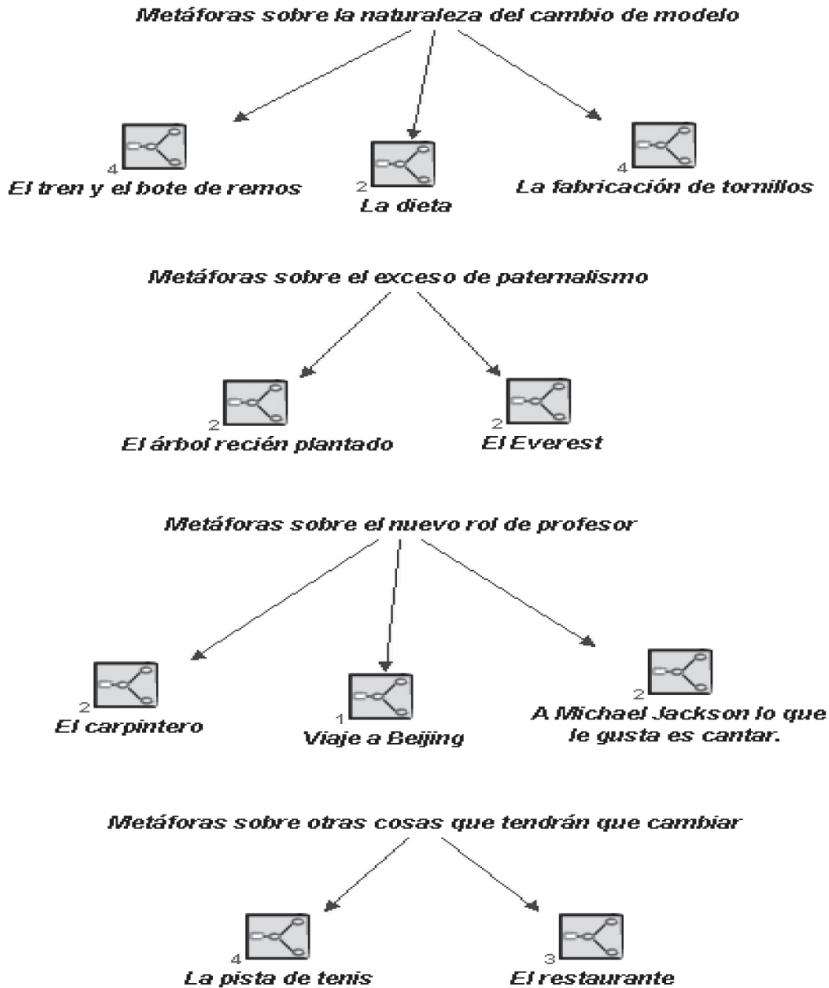 Metáforas sobre la naturaleza del cambio de modelo
4
El tren y el bote de remos
2
La dieta
4
La fabricación de tornillos
Metáforas sobre el exceso de paternalismo
2
El árbol recién plantado
2
El Everest
Metáforas sobre el nuevo rol de profesor
2
El carpintero
1
Viaje a Beijing
2
A Michael Jackson lo que
le gusta es cantar.
Metáforas sobre otras cosas que tendrán que cambiar
4
La pista de tenis
3
El restaurante